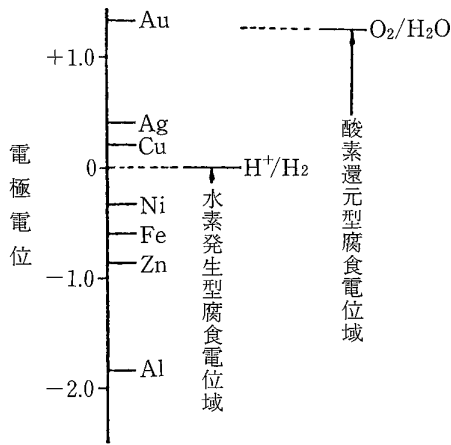 Au
O₂/H₂O
+1.0
Ag
Cu
0
H⁺/H₂
Ni
Fe
Zn
−1.0
Al
−2.0
電極電位
水素発生型腐食電位域
酸素還元型腐食電位域